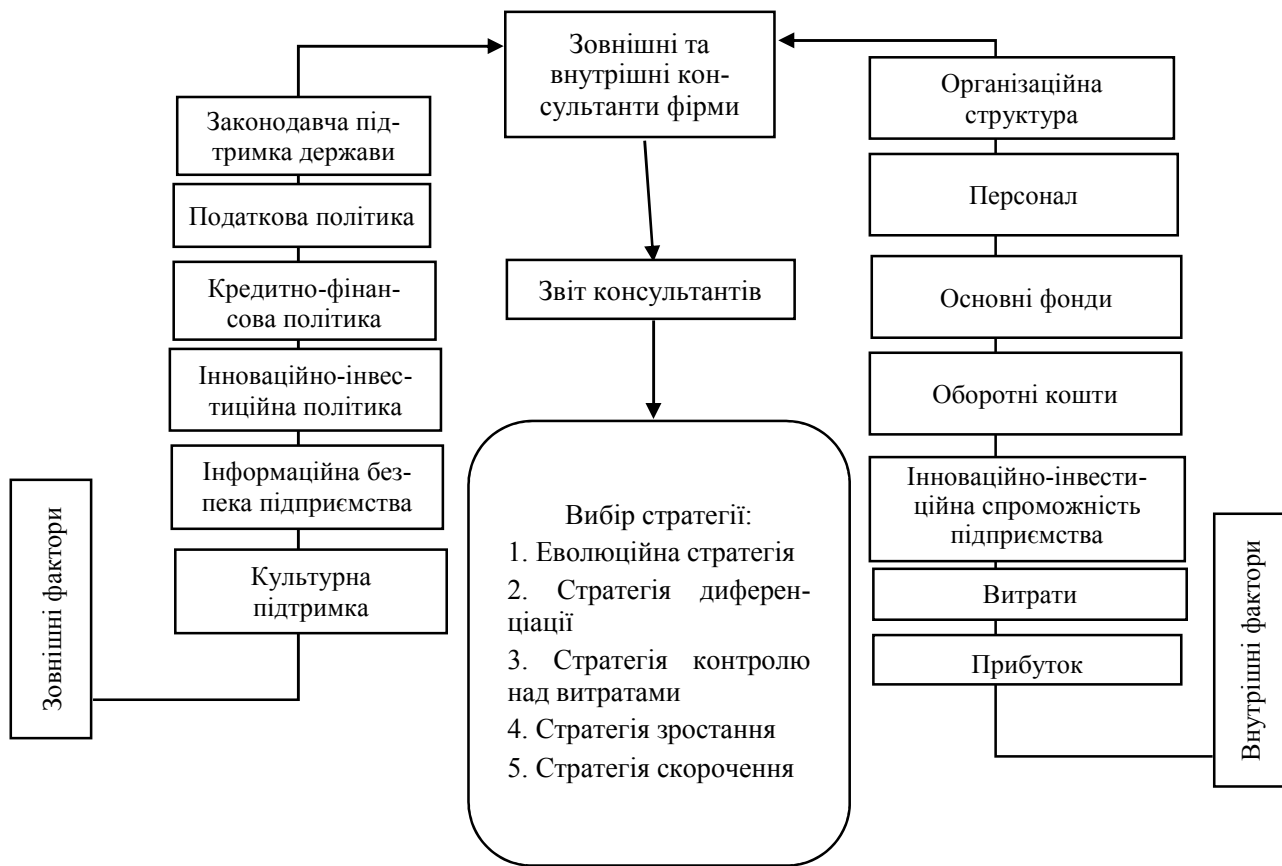 Зовнішні та
внутрішні кон-
сультанти фірми
Законодавча під-
тримка держави
Податкова політика
Кредитно-фінан-
сова політика
Інноваційно-інвес-
тиційна політика
Інформаційна без-
пека підприємства
Культурна
підтримка
Зовнішні фактори
Звіт консультантів
Вибір стратегії:
1. Еволюційна стратегія
2. Стратегія диферен-
ціації
3. Стратегія контролю
над витратами
4. Стратегія зростання
5. Стратегія скорочення
Організаційна
структура
Персонал
Основні фонди
Оборотні кошти
Інноваційно-інвести-
ційна спроможність
підприємства
Витрати
Прибуток
Внутрішні фактори